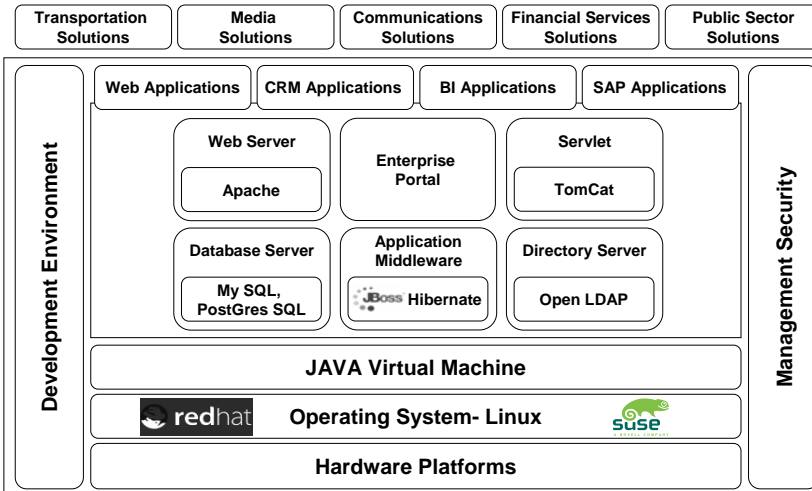 Transportation
Solutions
Media
Solutions
Communications
Solutions
Financial Services
Solutions
Public Sector
Solutions
Development Environment
Web Applications
CRM Applications
BI Applications
SAP Applications
Web Server
Apache
Enterprise
Portal
Servlet
TomCat
Database Server
My SQL,
PostGres SQL
Application
Middleware
JBoss Hibernate
Directory Server
Open LDAP
JAVA Virtual Machine
redhat
Operating System- Linux
SUSE
A NOVELL COMPANY
Hardware Platforms
Management Security